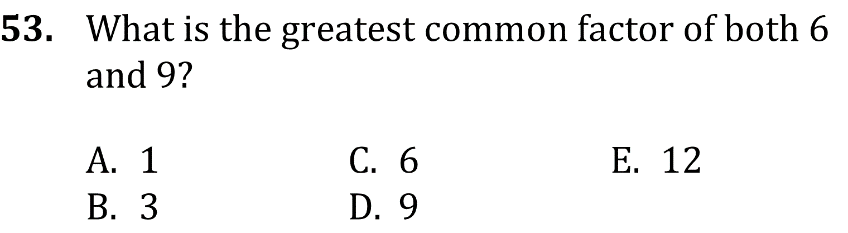 53. What is the greatest common factor of both 6
and 9?
A. 1 C. 6 E. 12
B. 3 D. 9